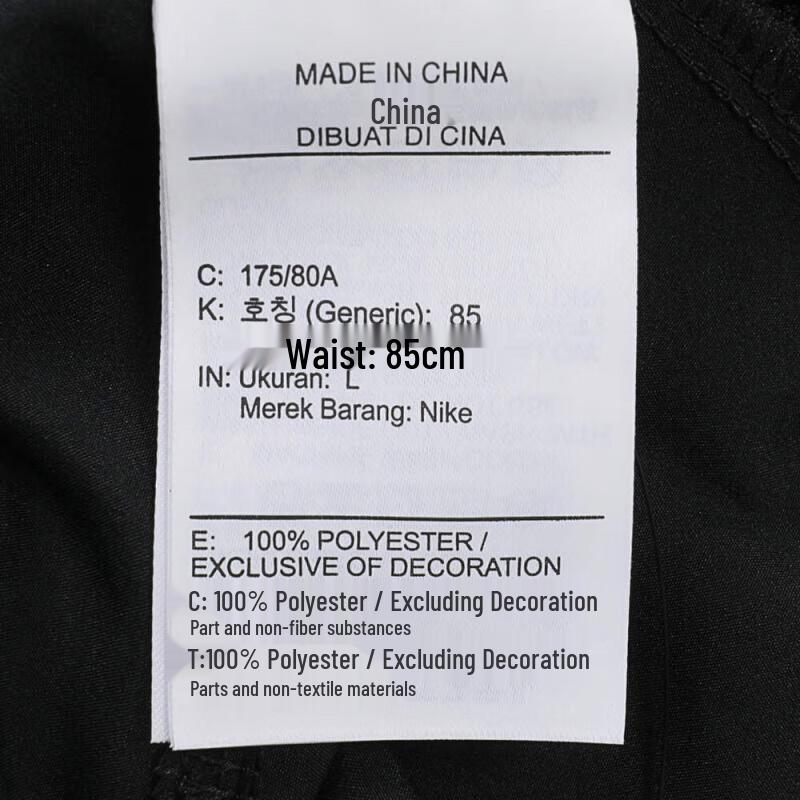 MADE IN CHINA
China
DIBUAT DI CINA
C: 175/80A
K: 호칭 (Generic): 85
Waist: 85cm
IN: Ukuran: L
Merek Barang: Nike
E: 100% POLYESTER /
EXCLUSIVE OF DECORATION
C: 100% Polyester / Excluding Decoration
Part and non-fiber substances
T:100% Polyester / Excluding Decoration
Parts and non-textile materials